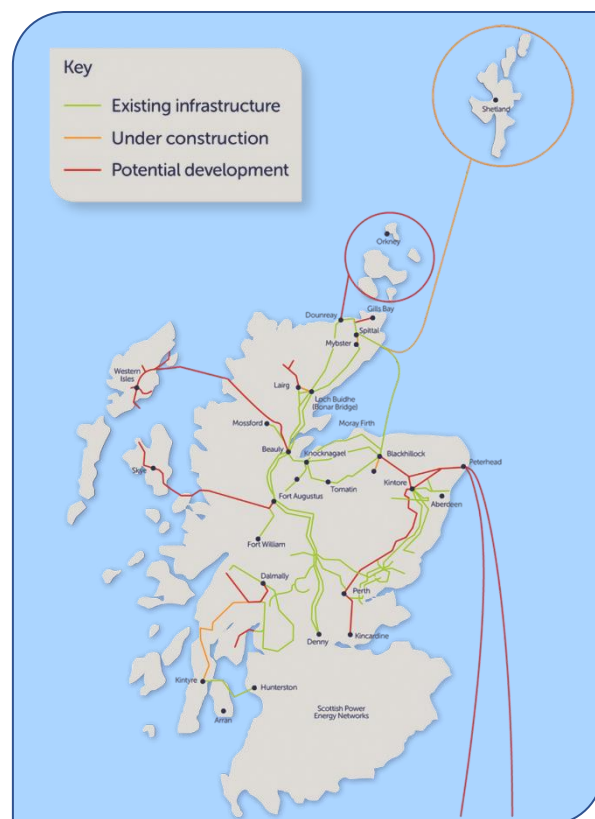 Key
Existing infrastructure
Under construction
Potential development
Shetland
Orkney
Dounreay
Gills Bay
Spittal
Mybster
Western
Isles
Lairg
Loch Buidhe
(Bonar Bridge)
Mossford
Moray Firth
Beauly
Knocknagael
Blackhillock
Peterhead
Skye
Kintore
Tomatin
Fort Augustus
Aberdeen
Fort William
Dalmally
Perth
Denny
Kincardine
Kintyre
Hunterston
Arran
Scottish Power
Energy Networks